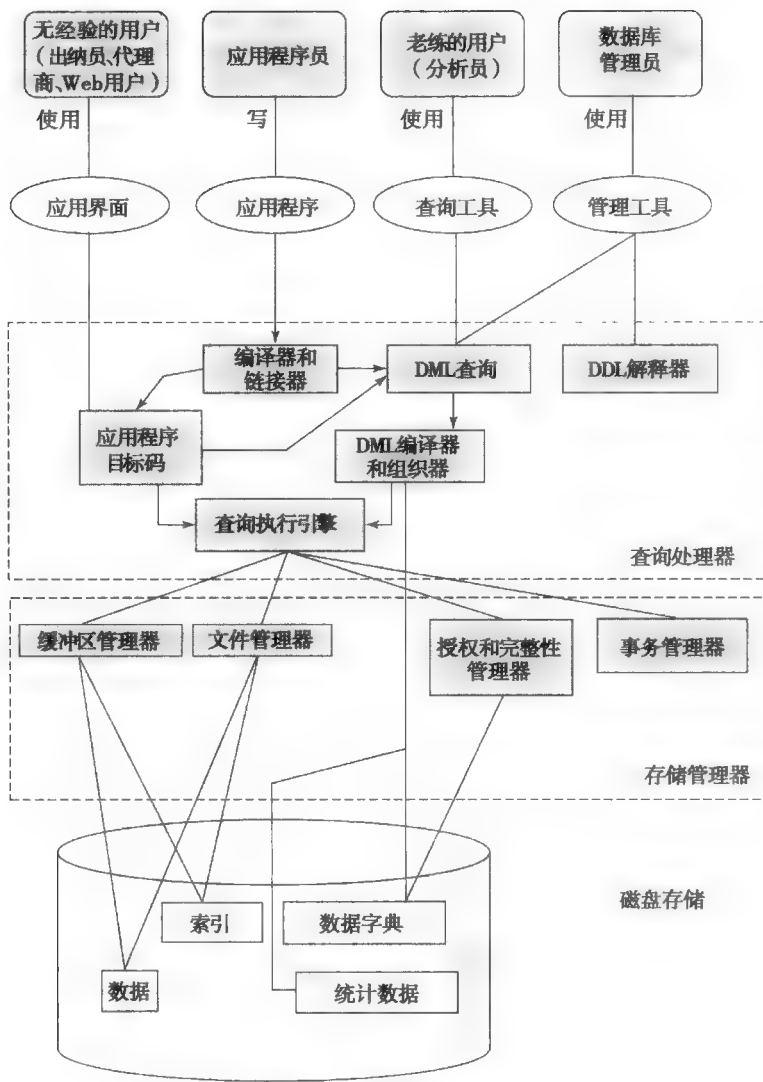 无经验的用户
（出纳员、代理
商、Web用户）
应用程序员
老练的用户
（分析员）
数据库
管理员
使用
写
使用
使用
应用界面
应用程序
查询工具
管理工具
编译器和
链接器
DML查询
DDL解释器
应用程序
目标码
DML编译器
和组织器
查询执行引擎
查询处理器
缓冲区管理器
文件管理器
授权和完整性
管理器
事务管理器
存储管理器
磁盘存储
索引
数据字典
数据
统计数据